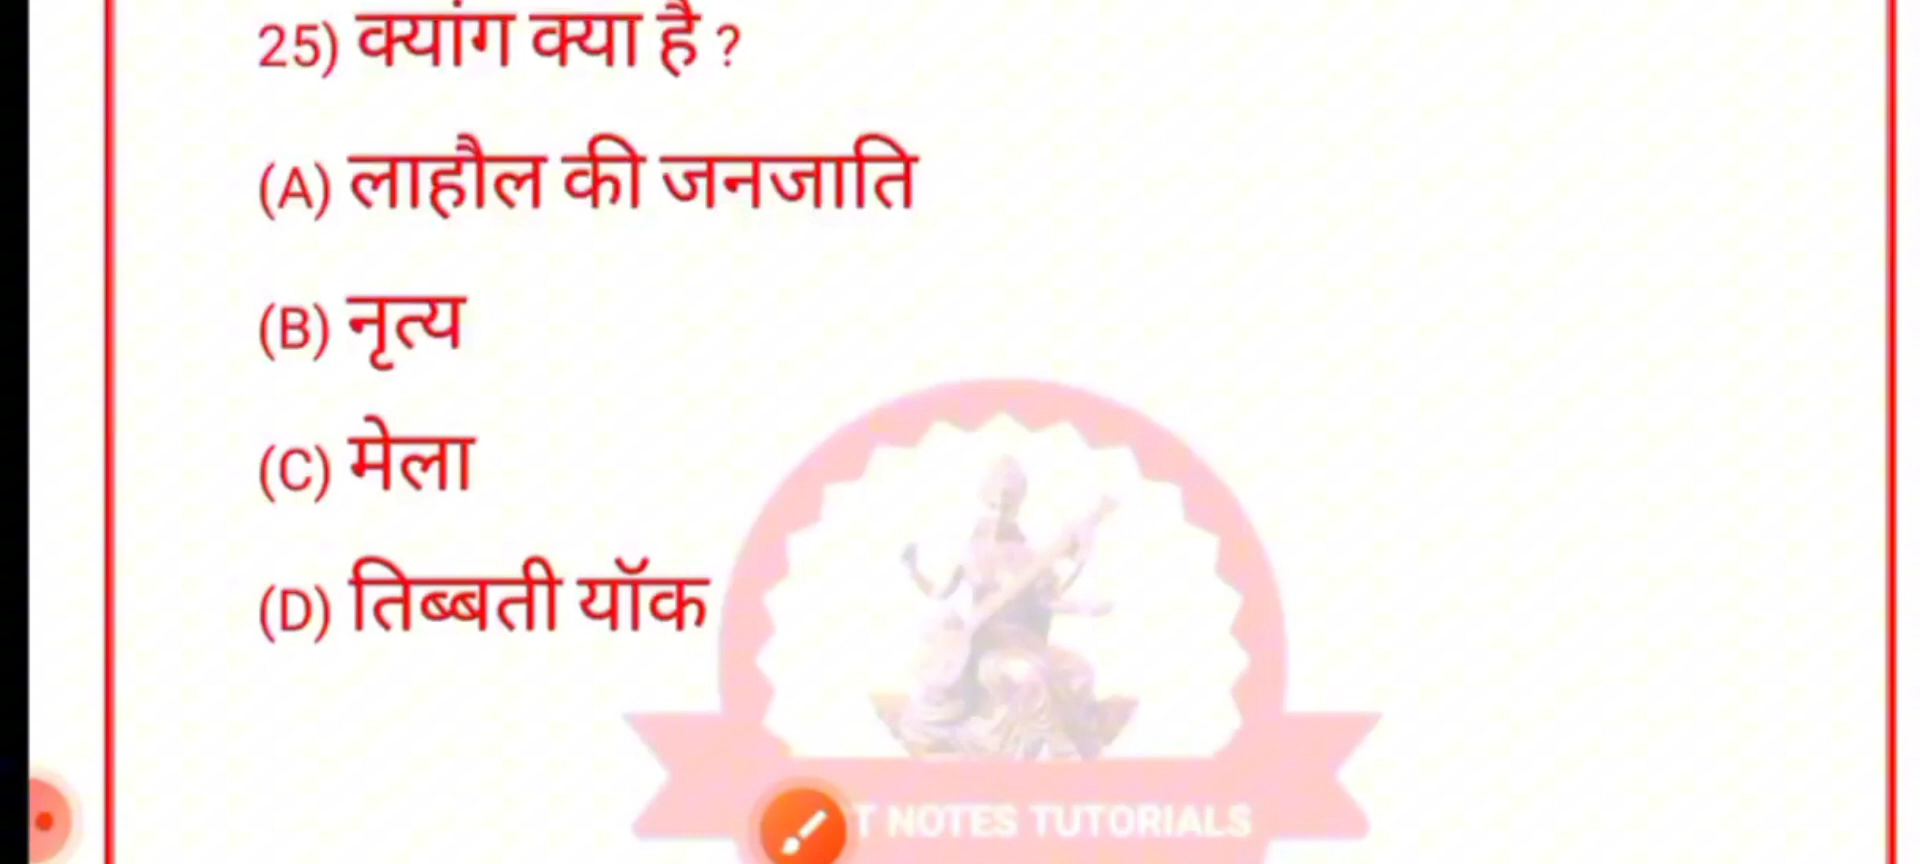 25) क्यांग क्या है ?
(A) लाहौल की जनजाति
(B) नृत्य
(C) मेला
(D) तिब्बती यॉक
T NOTES TUTORIALS